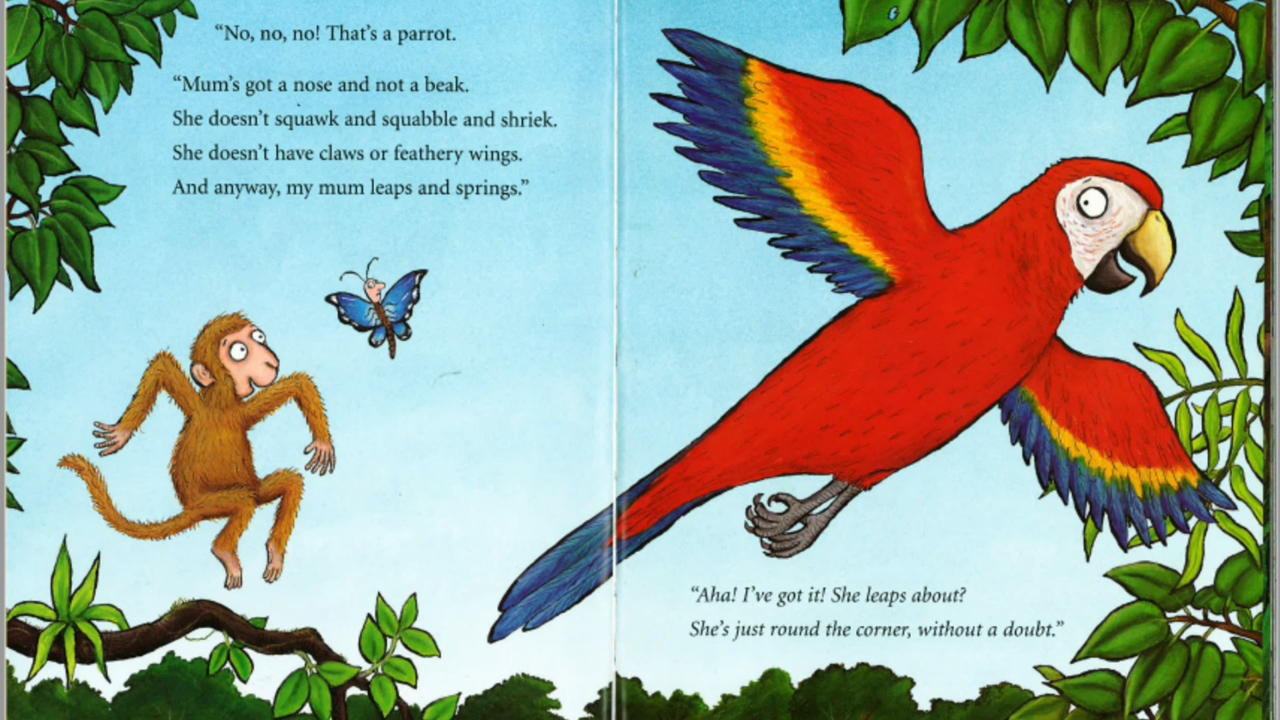 “No, no, no! That’s a parrot.
“Mum’s got a nose and not a beak.
She doesn’t squawk and squabble and shriek.
She doesn’t have claws or feathery wings.
And anyway, my mum leaps and springs.”
“Aha! I’ve got it! She leaps about?
She’s just round the corner, without a doubt.”